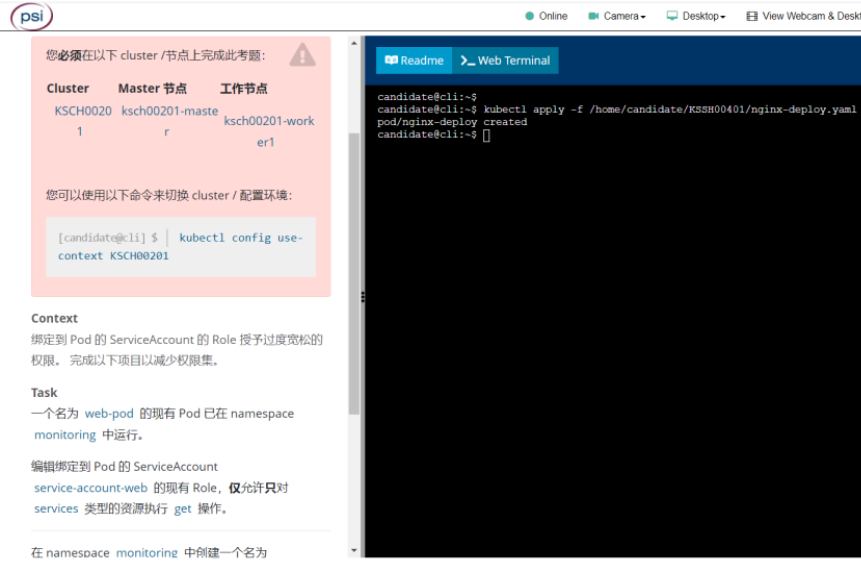 psi
Online Camera Desktop View Webcam & Deskt
您必须在以下 cluster /节点上完成此考题:
Cluster Master 节点 工作节点
KSCH0020 ksch00201-maste ksch00201-work
1 r er1
您可以使用以下命令来切换 cluster / 配置环境:
[candidate@cli] $ kubectl config use-
context KSCH00201
Context
绑定到 Pod 的 ServiceAccount 的 Role 授予过度宽松的
权限。 完成以下项目以减少权限集。
Task
一个名为 web-pod 的现有 Pod 已在 namespace
monitoring 中运行。
编辑绑定到 Pod 的 ServiceAccount
service-account-web 的现有 Role, 仅允许只对
services 类型的资源执行 get 操作。
在 namespace monitoring 中创建一个名为
Readme Web Terminal
candidate@cli:~$
candidate@cli:~$ kubectl apply -f /home/candidate/KSSH00401/nginx-deploy.yaml
pod/nginx-deploy created
candidate@cli:~$